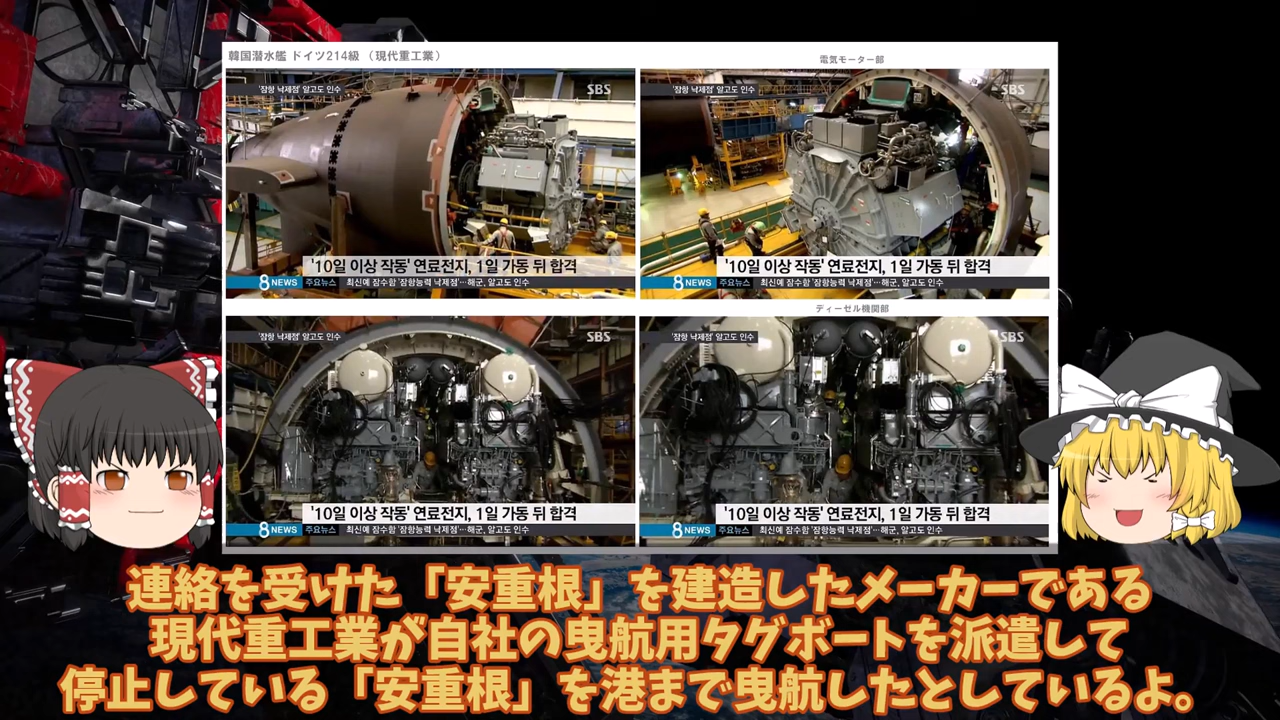 韓国潜水艦 ドイツ214級 （現代重工業）
電気モーター部
'잠항 낙제점' 알고도 인수
SBS
'10일 이상 작동' 연료전지, 1일 가동 뒤 합격
8 NEWS 주요뉴스 최신예 잠수함 '잠항능력 낙제점'…해군, 알고도 인수
'잠항 낙제점' 알고도 인수
SBS
'10일 이상 작동' 연료전지, 1일 가동 뒤 합격
8 NEWS 주요뉴스 최신예 잠수함 '잠항능력 낙제점'…해군, 알고도 인수
ディーゼル機関部
'잠항 낙제점' 알고도 인수
SBS
'10일 이상 작동' 연료전지, 1일 가동 뒤 합격
8 NEWS 주요뉴스 최신예 잠수함 '잠항능력 낙제점'…해군, 알고도 인수
'잠항 낙제점' 알고도 인수
SBS
'10일 이상 작동' 연료전지, 1일 가동 뒤 합격
8 NEWS 주요뉴스 최신예 잠수함 '잠항능력 낙제점'…해군, 알고도 인수
連絡を受けた「安重根」を建造したメーカーである
現代重工業が自社の曳航用タグボートを派遣して
停止している「安重根」を港まで曳航したとしているよ。